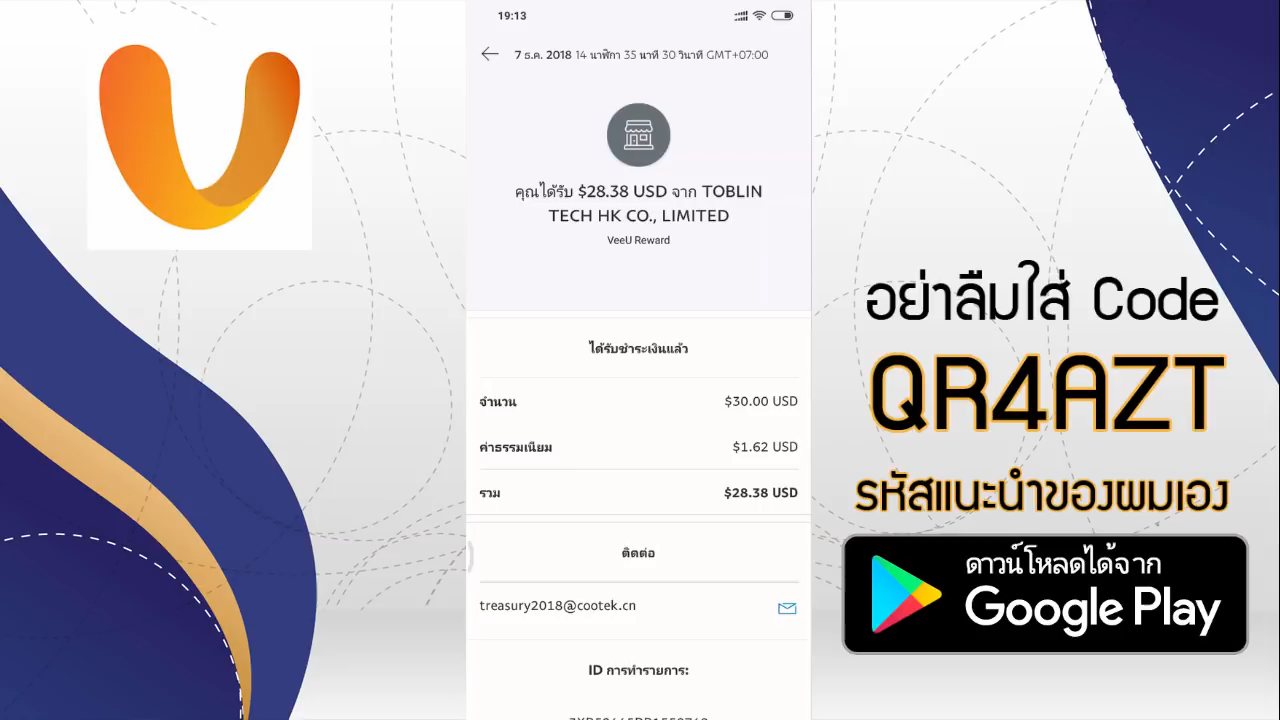 19:13
7 ธ.ค. 2018 14 นาฬิกา 35 นาที 30 วินาที GMT+07:00
คุณได้รับ $28.38 USD จาก TOBLIN
TECH HK CO., LIMITED
VeeU Reward
ได้รับชำระเงินแล้ว
จำนวน $30.00 USD
ค่าธรรมเนียม $1.62 USD
รวม $28.38 USD
ติดต่อ
treasury2018@cootek.cn
ID การทำรายการ:
อย่าลืมใส่ Code
QR4AZT
รหัสแนะนำของผมเอง
ดาวน์โหลดได้จาก
Google Play